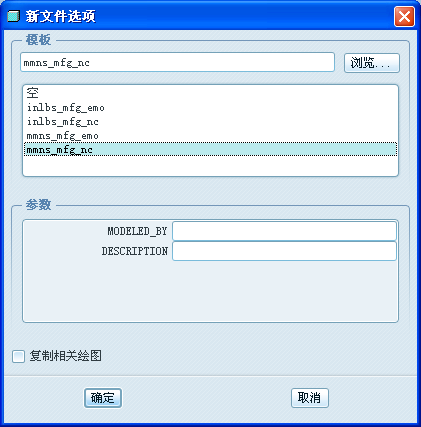 新文件选项
模板
mmns_mfg_nc
浏览...
空
inlbs_mfg_emo
inlbs_mfg_nc
mmns_mfg_emo
mmns_mfg_nc
参数
MODELED_BY
DESCRIPTION
复制相关绘图
确定
取消